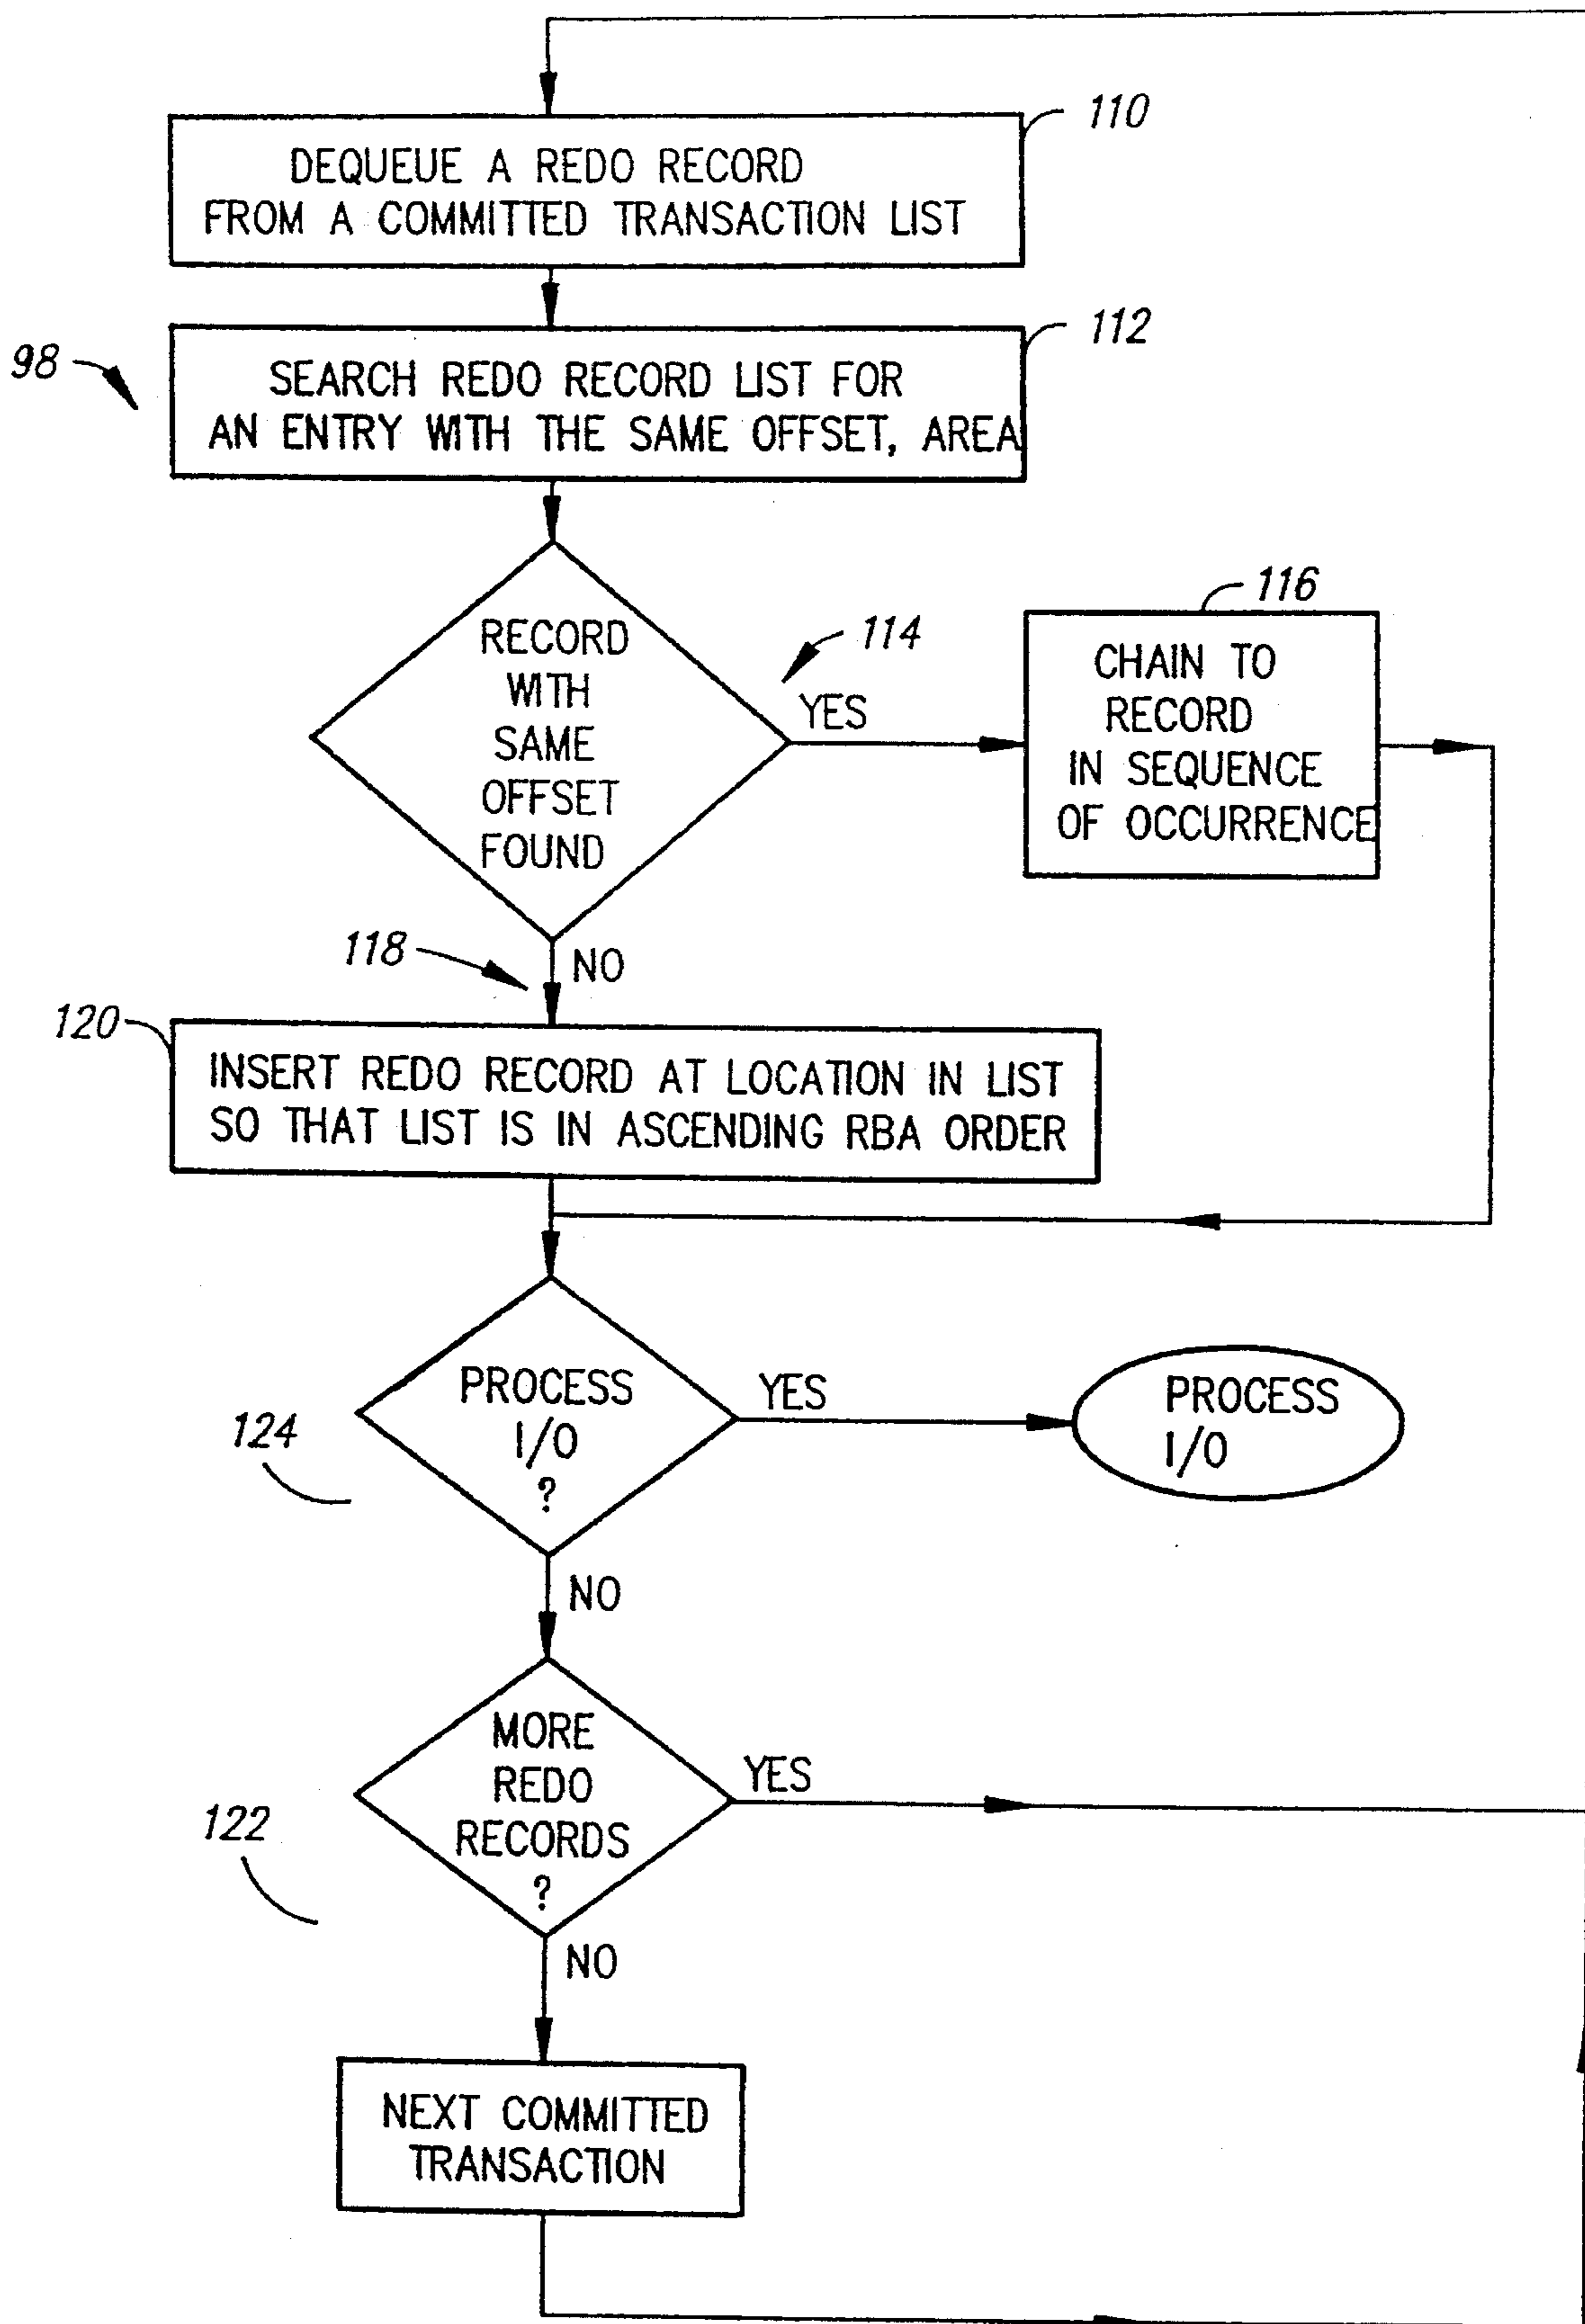 110
DEQUEUE A REDO RECORD
FROM A COMMITTED TRANSACTION LIST
112
98
SEARCH REDO RECORD LIST FOR
AN ENTRY WITH THE SAME OFFSET, AREA
RECORD
WITH
SAME
OFFSET
FOUND
114
YES
116
CHAIN TO
RECORD
IN SEQUENCE
OF OCCURRENCE
118
NO
120
INSERT REDO RECORD AT LOCATION IN LIST
SO THAT LIST IS IN ASCENDING RBA ORDER
PROCESS
I/O
?
124
YES
PROCESS
I/O
NO
MORE
REDO
RECORDS
?
122
YES
NO
NEXT COMMITTED
TRANSACTION